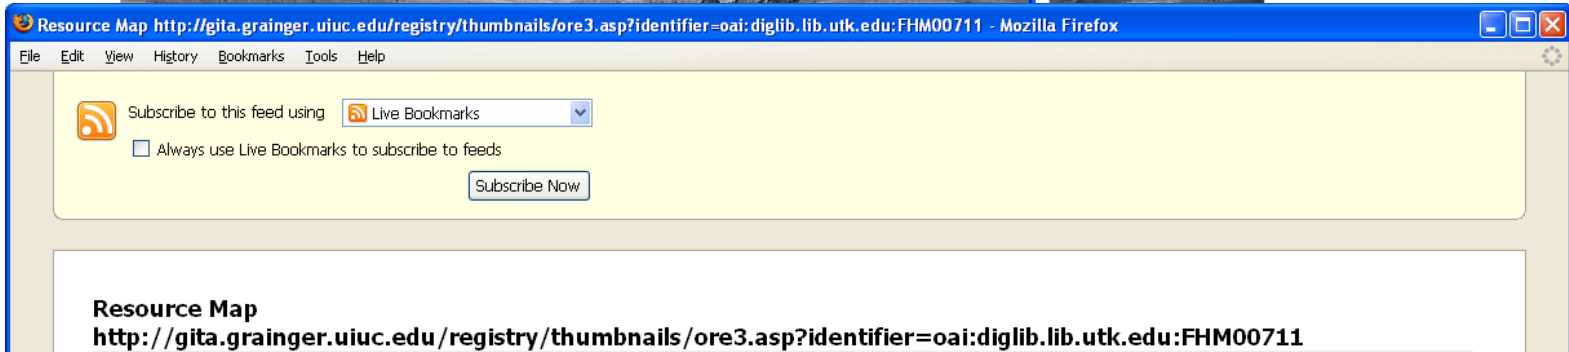 Resource Map http://gita.grainger.uiuc.edu/registry/thumbnails/ore3.asp?identifier=oai:diglib.lib.utk.edu:FHM00711 - Mozilla Firefox
File Edit View History Bookmarks Tools Help
Subscribe to this feed using Live Bookmarks
Always use Live Bookmarks to subscribe to feeds
Subscribe Now
Resource Map
http://gita.grainger.uiuc.edu/registry/thumbnails/ore3.asp?identifier=oai:diglib.lib.utk.edu:FHM00711